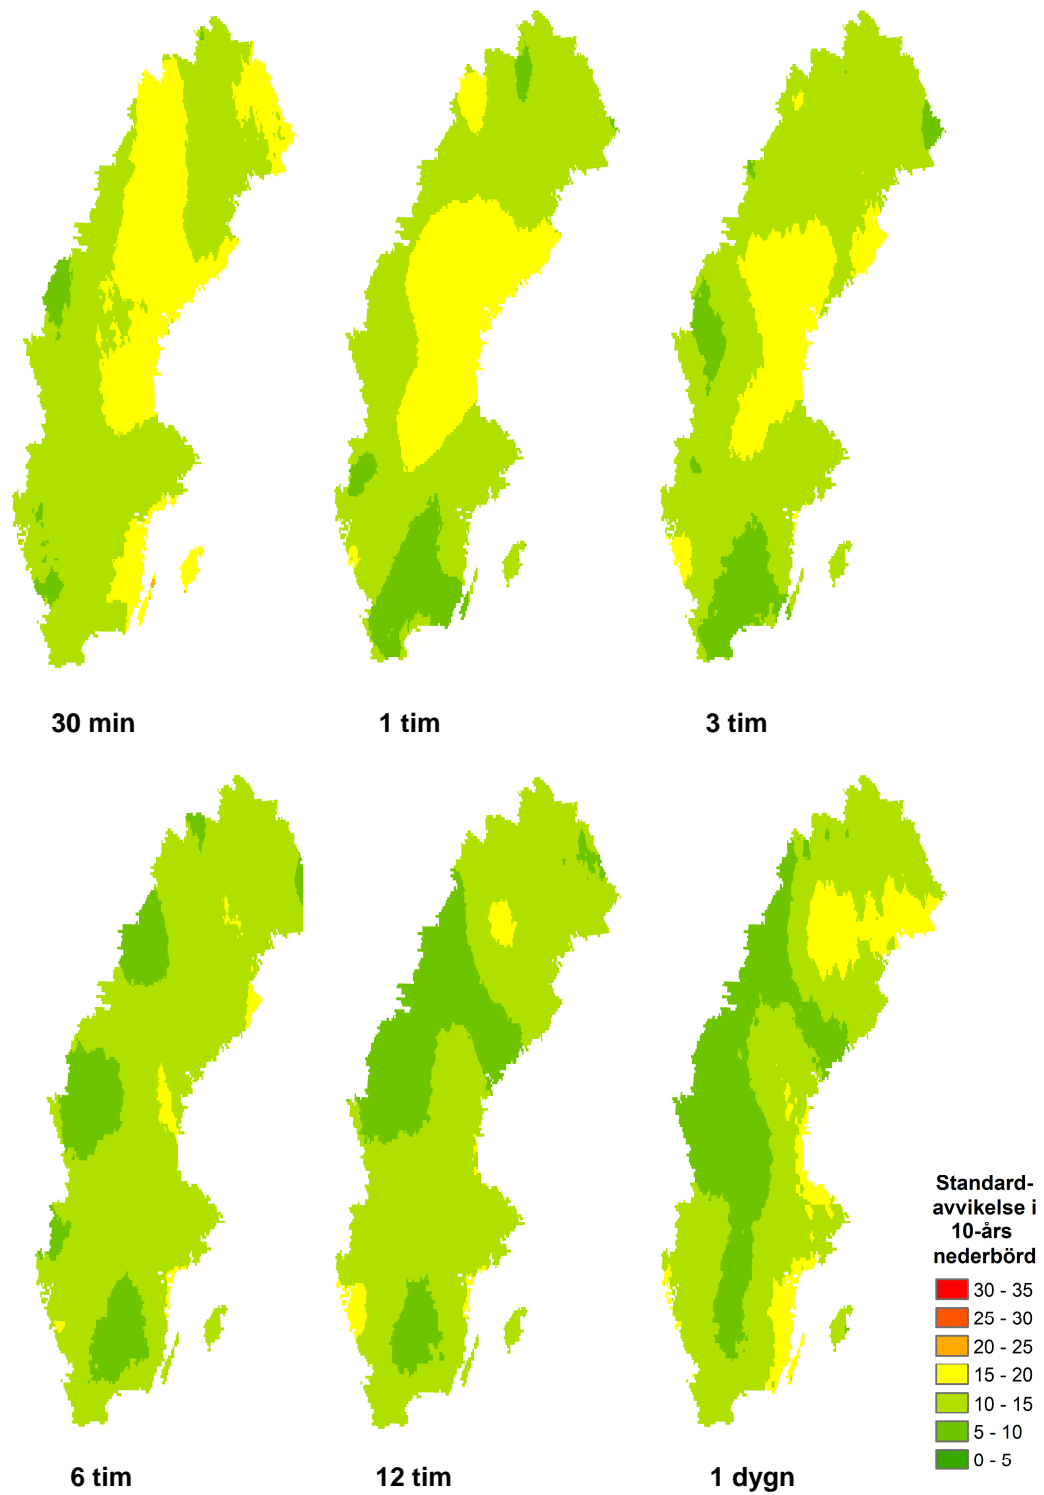 30 min
1 tim
3 tim
6 tim
12 tim
1 dygn
Standard-
avvikelse i
10-års
nederbörd
30 - 35
25 - 30
20 - 25
15 - 20
10 - 15
5 - 10
0 - 5